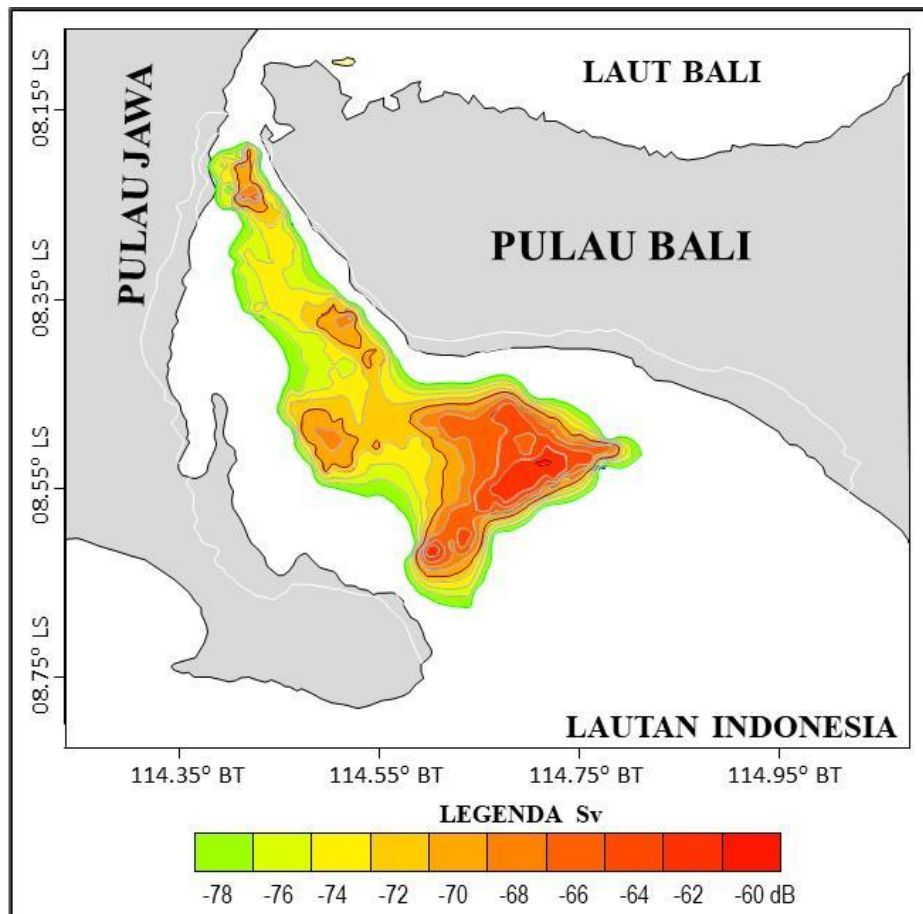 LAUT BALI
PULAU JAWA
PULAU BALI
LAUTAN INDONESIA
08.15° LS
08.35° LS
08.55° LS
08.75° LS
114.35° BT
114.55° BT
114.75° BT
114.95° BT
LEGENDA Sv
-78 -76 -74 -72 -70 -68 -66 -64 -62 -60 dB